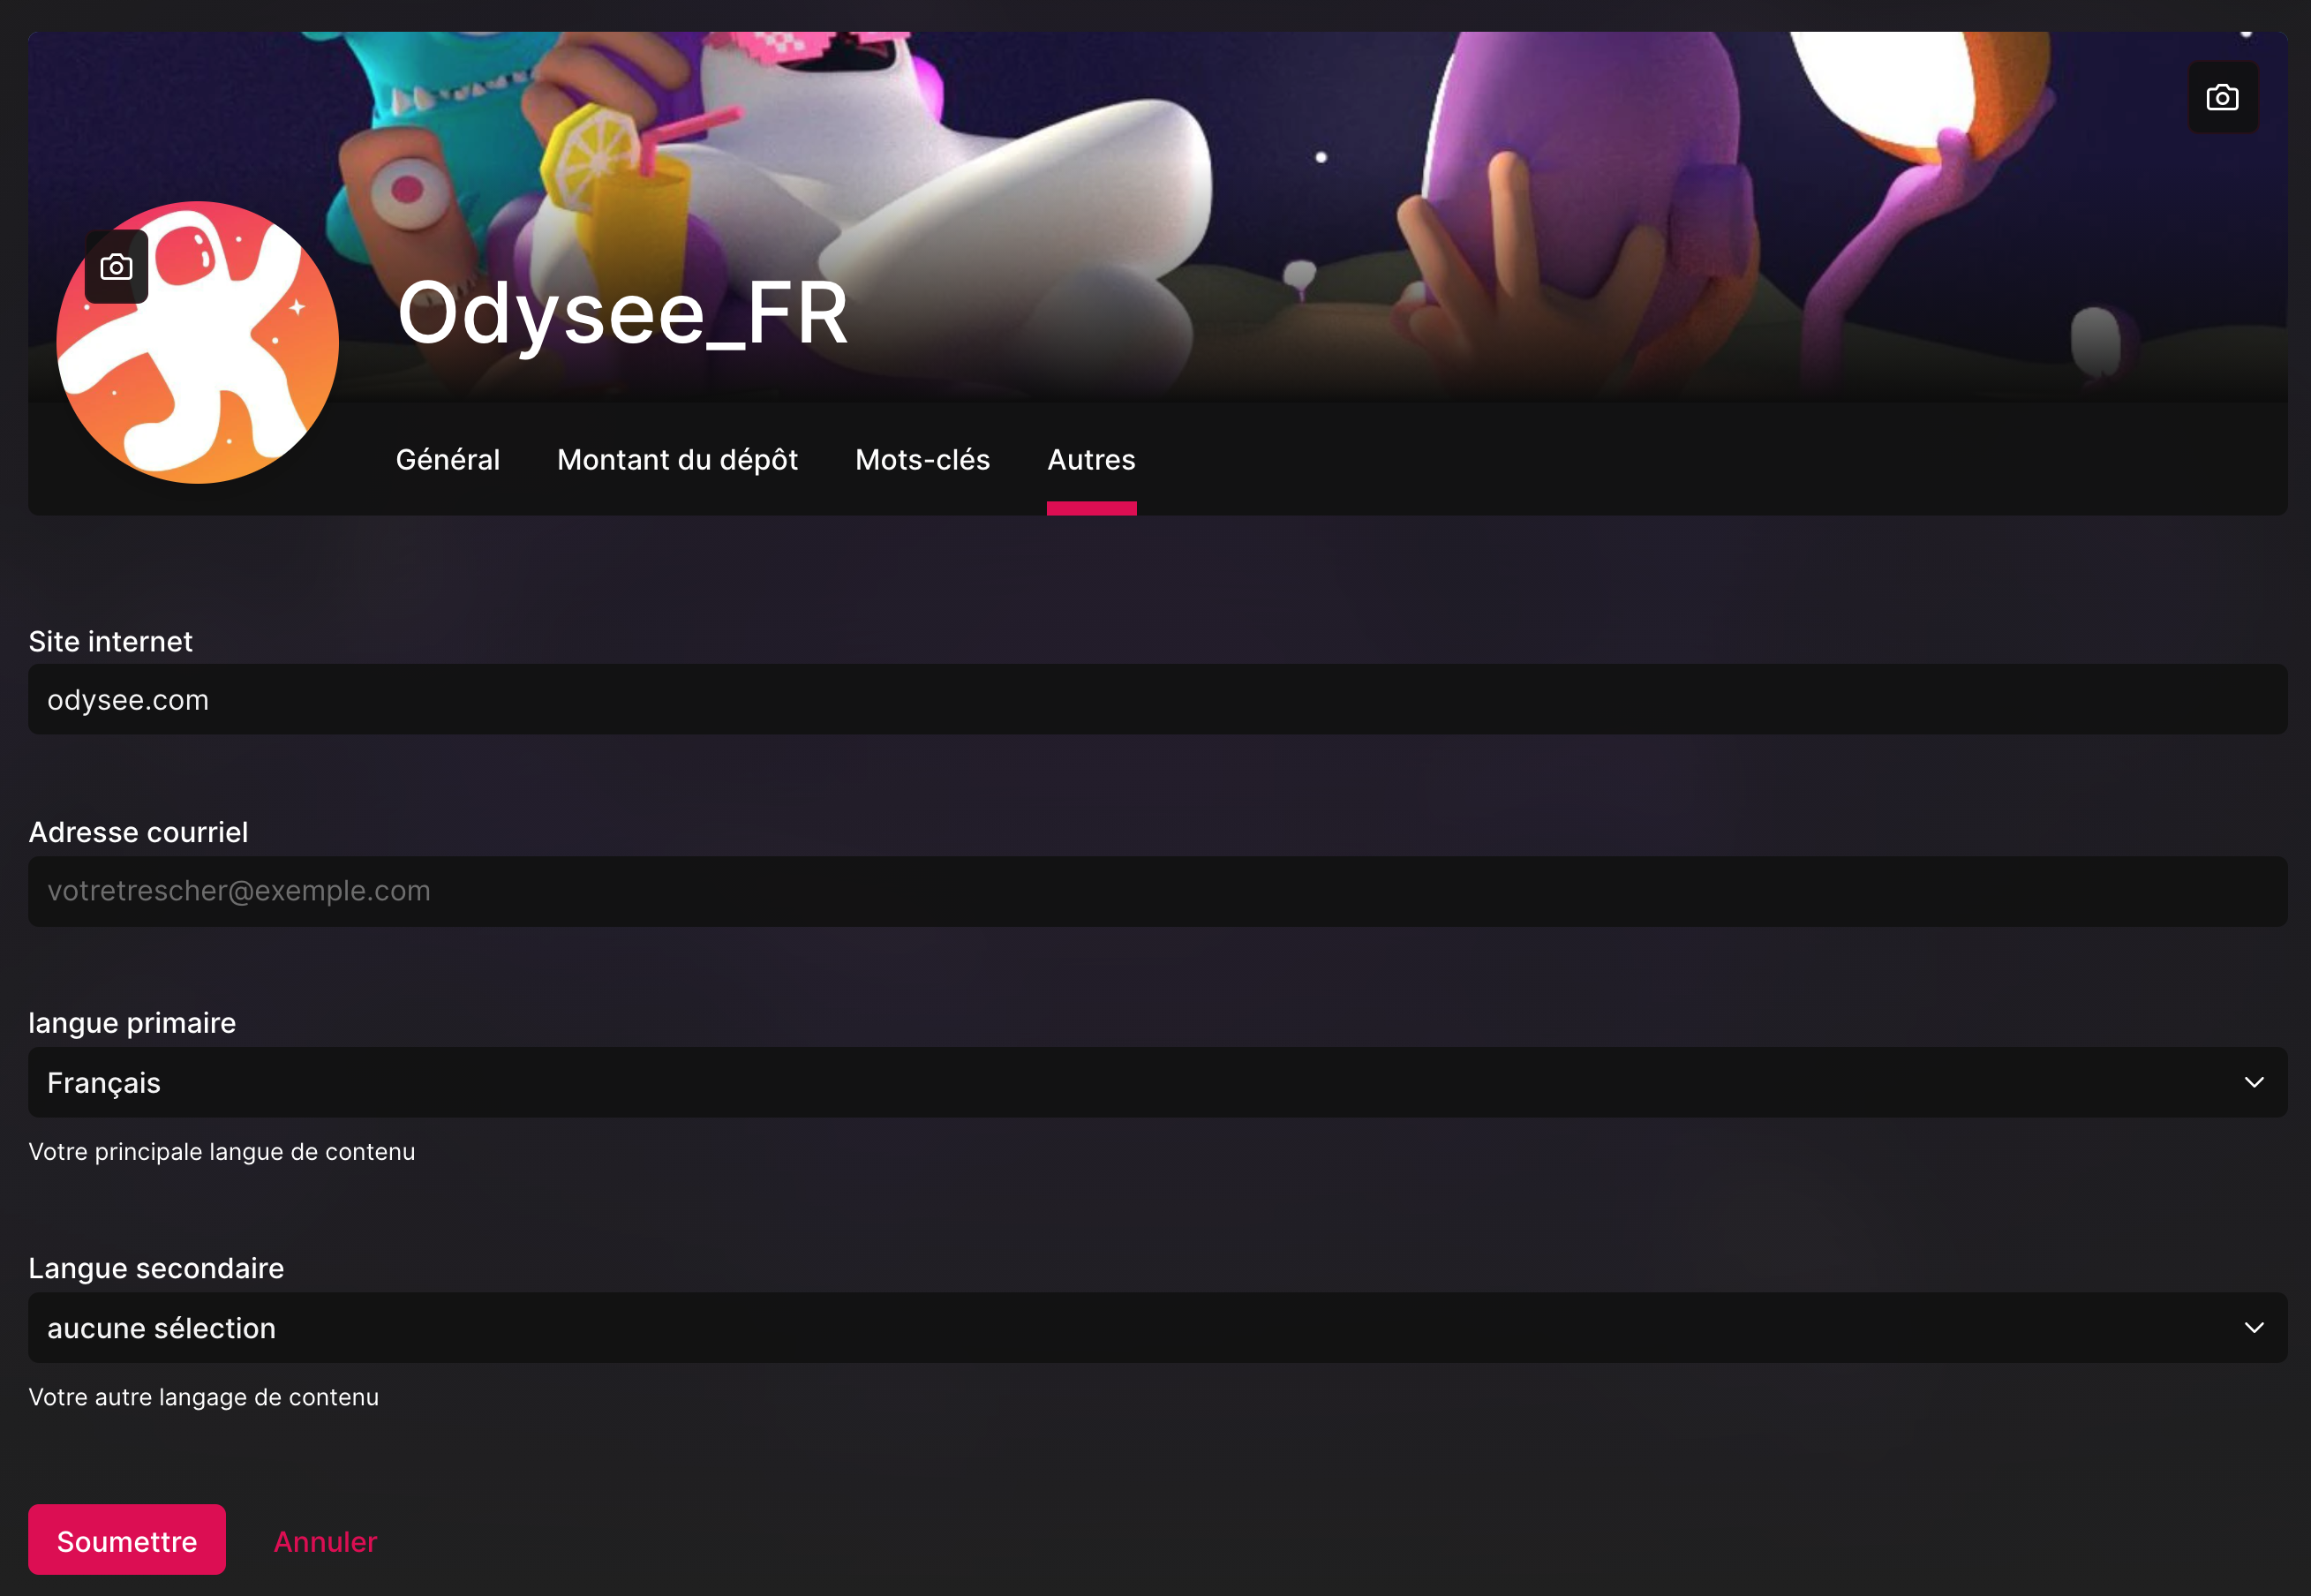 Odysee_FR
Général Montant du dépôt Mots-clés Autres
Site internet
odysee.com
Adresse courriel
votretrescher@exemple.com
langue primaire
Français
Votre principale langue de contenu
Langue secondaire
aucune sélection
Votre autre langage de contenu
Soumettre Annuler